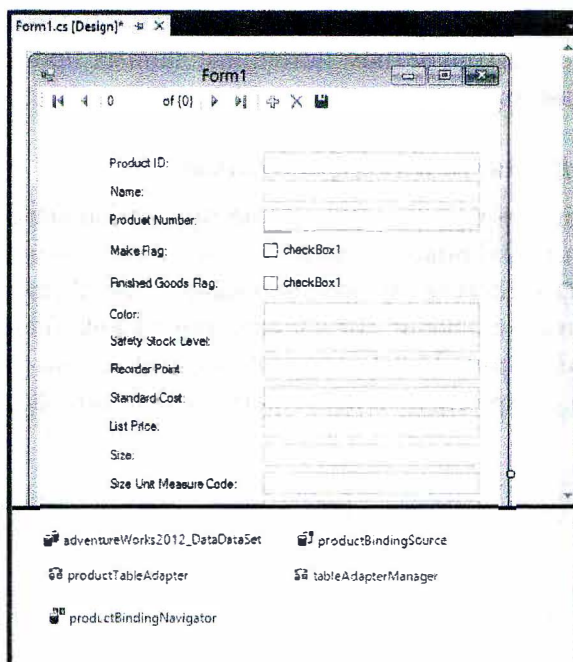 Form1.cs [Design]*
Form1
0 of {0}
Product ID:
Name:
Product Number:
Make Flag: checkBox1
Finished Goods Flag: checkBox1
Color:
Safety Stock Level:
Reorder Point:
Standard Cost:
List Price:
Size:
Size Unit Measure Code:
adventureWorks2012_DataDataSet productBindingSource
productTableAdapter tableAdapterManager
productBindingNavigator